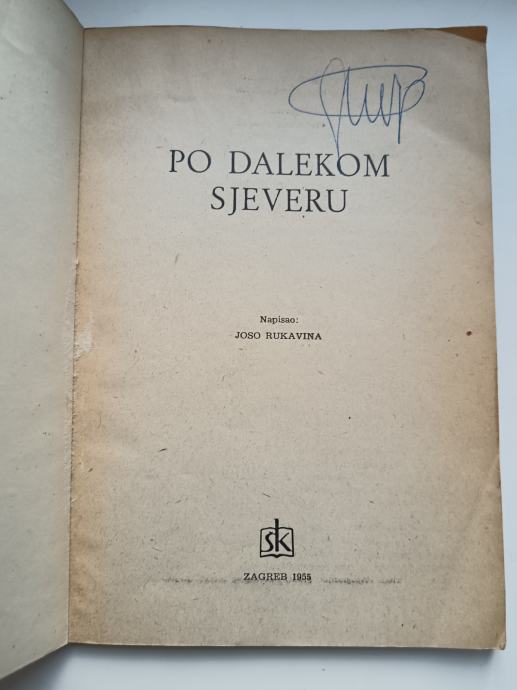 PO DALEKOM
SJEVERU
Napisao:
JOSO RUKAVINA
sk
ZAGREB 1955